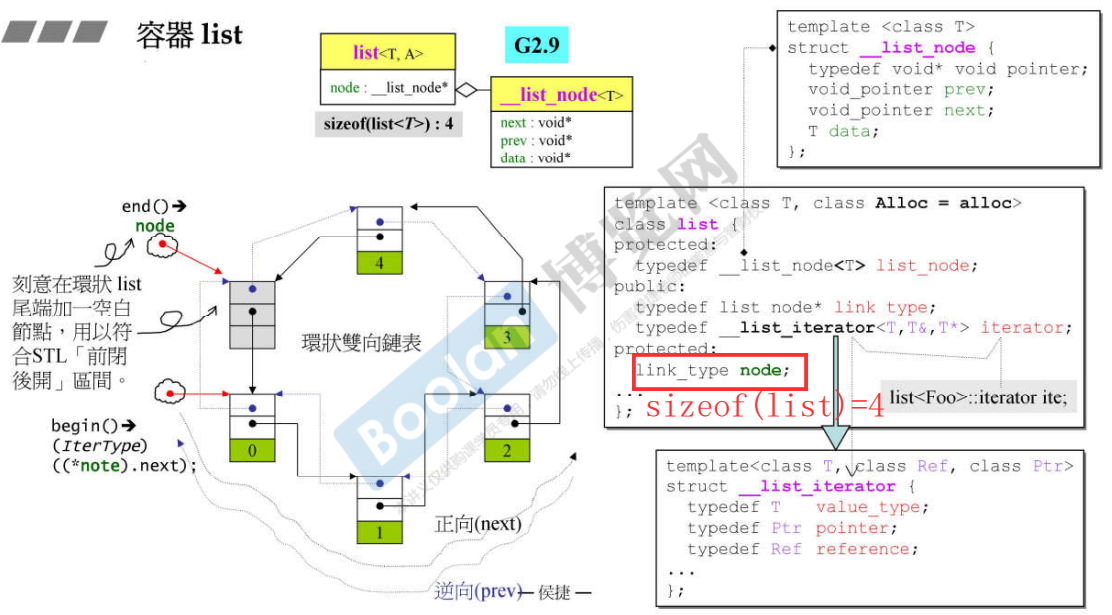 容器 list
list<T, A>
node : __list_node*
sizeof(list<T>) : 4
G2.9
__list_node<T>
next : void*
prev : void*
data : void*
template <class T>
struct __list_node {
typedef void* void pointer;
void_pointer prev;
void_pointer next;
T data;
};
end()→
node
刻意在環狀 list
尾端加一空白
節點，用以符
合STL「前閉
後開」區間。
begin()→
(IterType)
((*note).next);
環狀雙向鏈表
4
3
2
1
0
正向(next)
逆向(prev)
侯捷
template <class T, class Alloc = alloc>
class list {
protected:
typedef __list_node<T> list_node;
public:
typedef list node* link type;
typedef __list_iterator<T,T&,T*> iterator;
protected:
link_type node;
...
};
sizeof(list)=4
list<Foo>::iterator ite;
template<class T, class Ref, class Ptr>
struct __list_iterator {
typedef T value_type;
typedef Ptr pointer;
typedef Ref reference;
...
};
Boolan
博览网